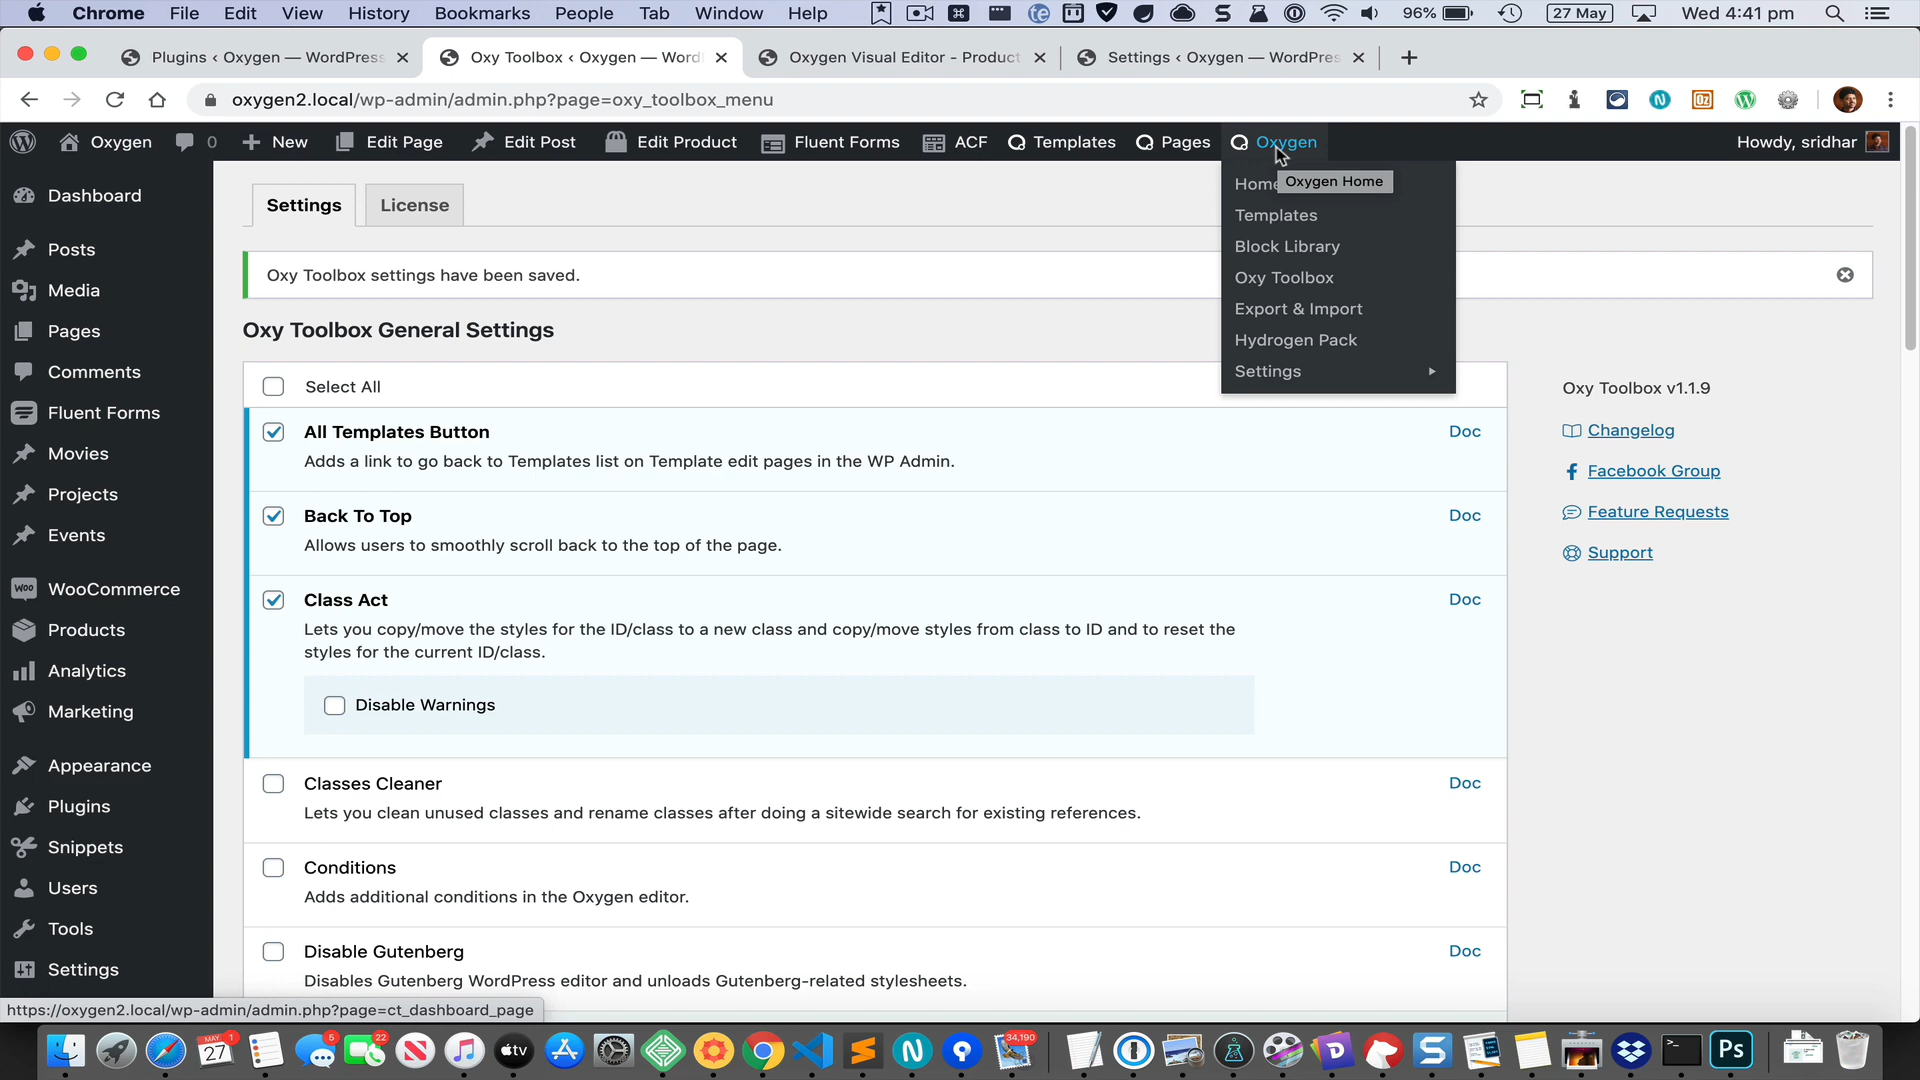 Chrome File Edit View History Bookmarks People Tab Window Help 96% 27 May Wed 4:41 pm
Plugins ‹ Oxygen — WordPress
Oxy Toolbox ‹ Oxygen — Word
Oxygen Visual Editor - Product
Settings ‹ Oxygen — WordPres
oxygen2.local/wp-admin/admin.php?page=oxy_toolbox_menu
Oxygen 0 New Edit Page Edit Post Edit Product Fluent Forms ACF Templates Pages Oxygen Howdy, sridhar
Home
Oxygen Home
Templates
Block Library
Oxy Toolbox
Export & Import
Hydrogen Pack
Settings
Dashboard
Posts
Media
Pages
Comments
Fluent Forms
Movies
Projects
Events
WooCommerce
Products
Analytics
Marketing
Appearance
Plugins
Snippets
Users
Tools
Settings
Settings License
Oxy Toolbox settings have been saved.
Oxy Toolbox General Settings
Select All
All Templates Button Doc
Adds a link to go back to Templates list on Template edit pages in the WP Admin.
Back To Top Doc
Allows users to smoothly scroll back to the top of the page.
Class Act Doc
Lets you copy/move the styles for the ID/class to a new class and copy/move styles from class to ID and to reset the
styles for the current ID/class.
Disable Warnings
Classes Cleaner Doc
Lets you clean unused classes and rename classes after doing a sitewide search for existing references.
Conditions Doc
Adds additional conditions in the Oxygen editor.
Disable Gutenberg Doc
Disables Gutenberg WordPress editor and unloads Gutenberg-related stylesheets.
Oxy Toolbox v1.1.9
Changelog
Facebook Group
Feature Requests
Support
https://oxygen2.local/wp-admin/admin.php?page=ct_dashboard_page
MAY 27 1
5
22
tv
34,190
Ps